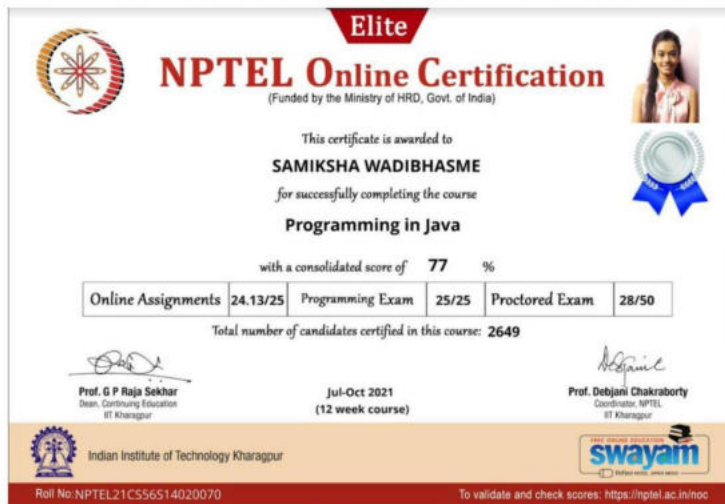 Elite
NPTEL Online Certification
(Funded by the Ministry of HRD, Govt. of India)
This certificate is awarded to
SAMIKSHA WADIBHASME
for successfully completing the course
Programming in Java
with a consolidated score of 77 %
Online Assignments 24.13/25 Programming Exam 25/25 Proctored Exam 28/50
Total number of candidates certified in this course: 2649
Prof. G P Raja Sekhar
Dean, Continuing Education
IIT Kharagpur
Jul-Oct 2021
(12 week course)
Prof. Debjani Chakraborty
Coordinator, NPTEL
IIT Kharagpur
Indian Institute of Technology Kharagpur
FREE ONLINE EDUCATION
swayam
Roll No: NPTEL21CS56S14020070
To validate and check scores: https://nptel.ac.in/noc